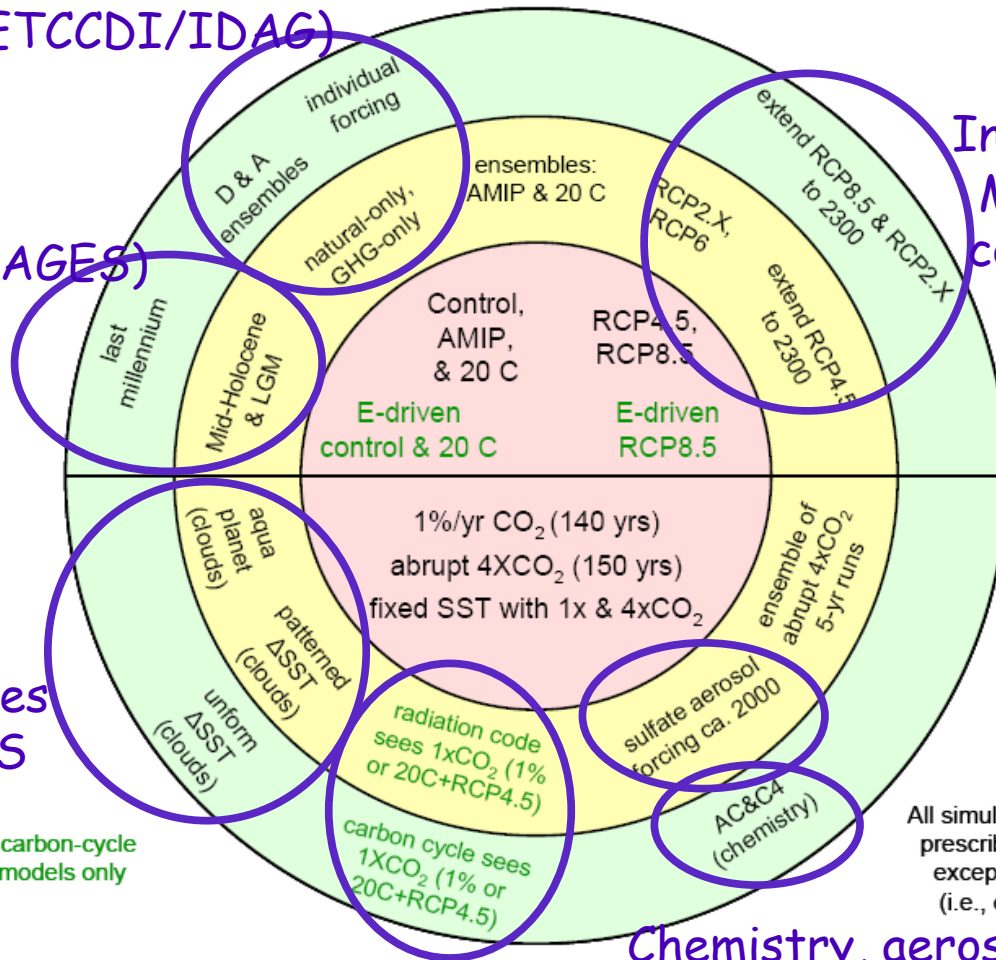 ETCCDI/IDAG)
individual
forcing
D & A
ensembles
natural-only,
GHG-only
ensembles:
AMIP & 20 C
RCP2.X,
RCP6
extend RCP8.5 & RCP2.X
to 2300
extend RCP4.5
to 2300
AGES)
last
millennium
Mid-Holocene
& LGM
Control,
AMIP,
& 20 C
RCP4.5,
RCP8.5
E-driven
control & 20 C
E-driven
RCP8.5
1%/yr CO₂ (140 yrs)
abrupt 4XCO₂ (150 yrs)
fixed SST with 1x & 4xCO₂
aqua
planet
(clouds)
patterned
ΔSST
(clouds)
unform
ΔSST
(clouds)
es
S
radiation code
sees 1xCO₂ (1%
or 20C+RCP4.5)
carbon cycle sees
1XCO₂ (1% or
20C+RCP4.5)
ensemble of
abrupt 4xCO₂
5-yr runs
sulfate aerosol
forcing ca. 2000
AC&C4
(chemistry)
carbon-cycle
models only
All simul
prescrib
excep
(i.e.,
Chemistry, aeros